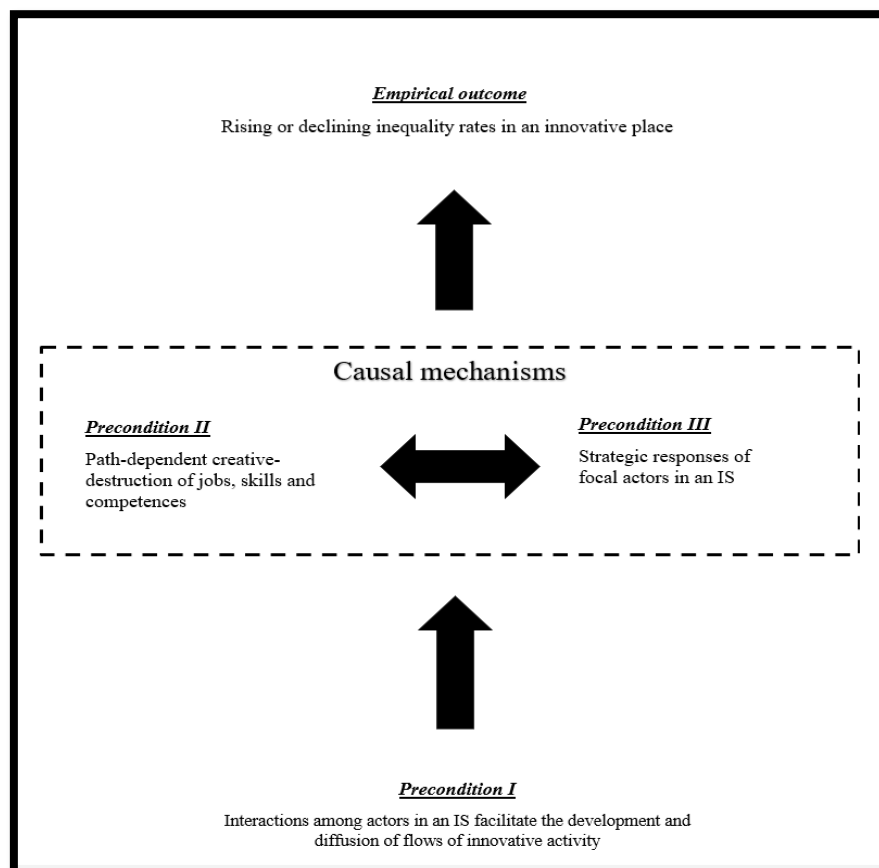 Empirical outcome
Rising or declining inequality rates in an innovative place
Causal mechanisms
Precondition II
Path-dependent creative-
destruction of jobs, skills and
competences
Precondition III
Strategic responses of
focal actors in an IS
Precondition I
Interactions among actors in an IS facilitate the development and
diffusion of flows of innovative activity